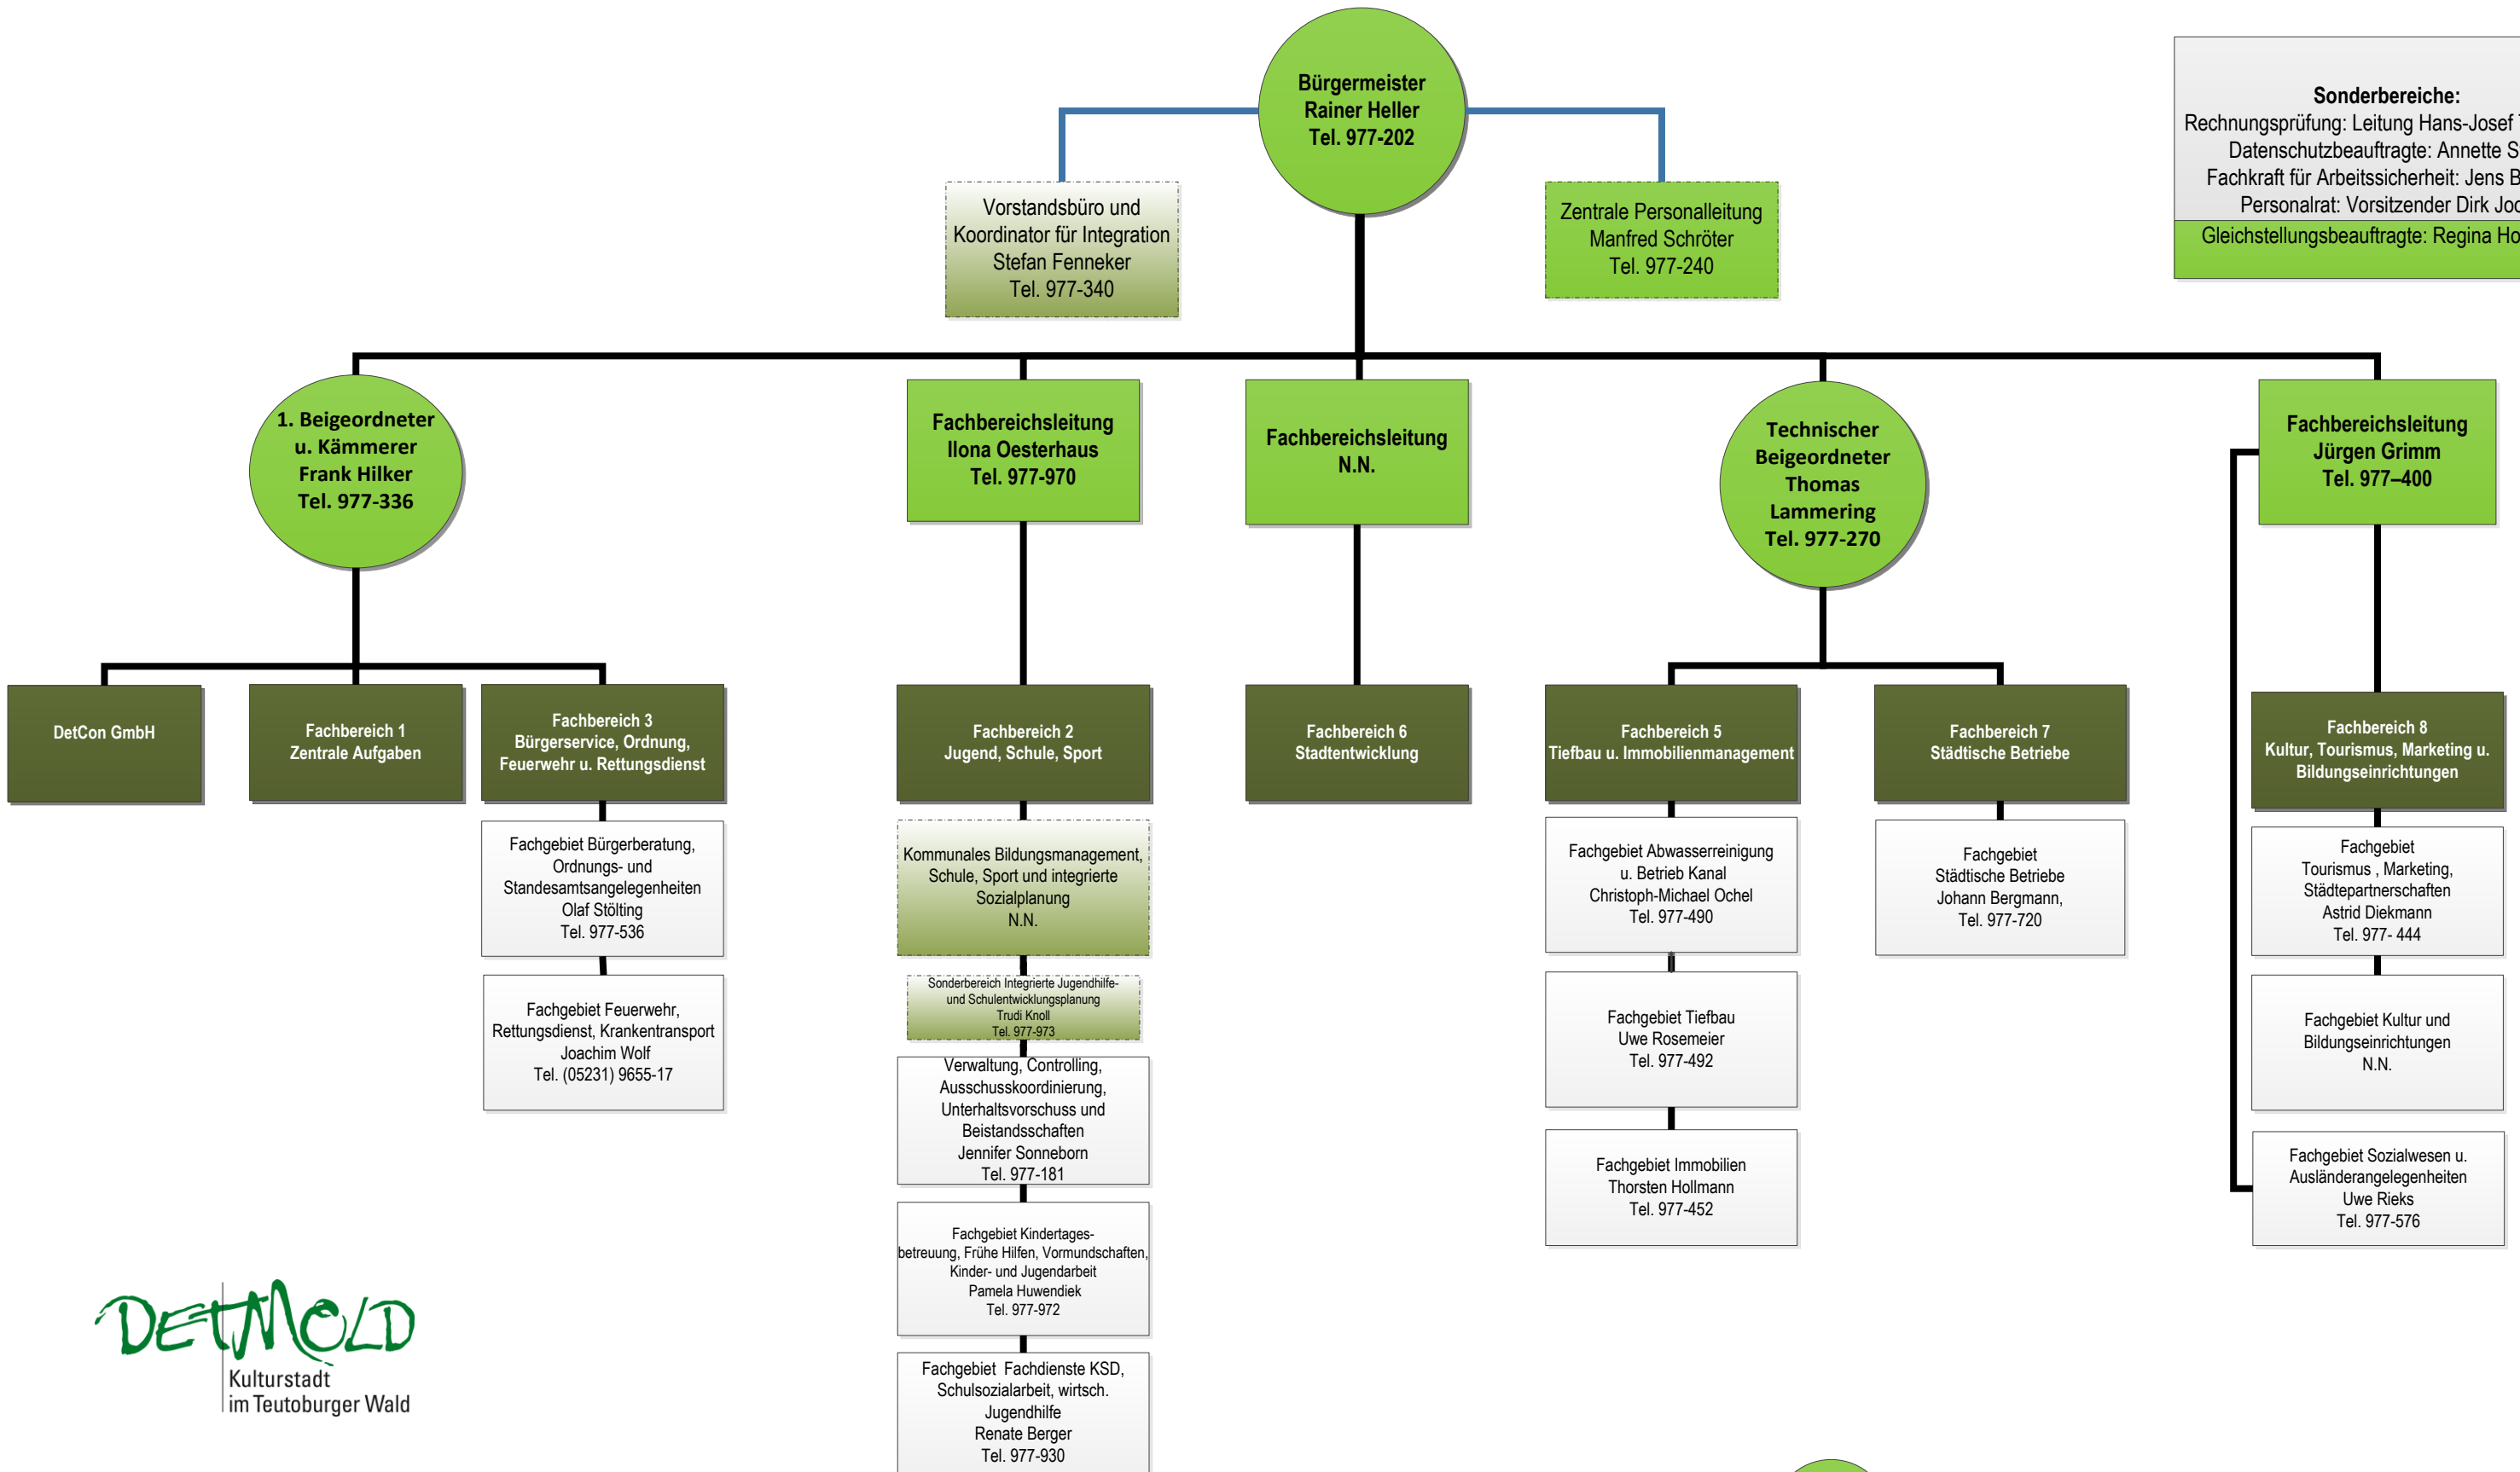 Bürgermeister
Rainer Heller
Tel. 977-202
Sonderbereiche:
Rechnungsprüfung: Leitung Hans-Josef
Datenschutzbeauftragte: Annette
Fachkraft für Arbeitssicherheit: Jens
Personalrat: Vorsitzender Dirk
Gleichstellungsbeauftragte: Regina
Vorstandsbüro und
Koordinator für Integration
Stefan Fenneker
Tel. 977-340
Zentrale Personalleitung
Manfred Schröter
Tel. 977-240
1. Beigeordneter
u. Kämmerer
Frank Hilker
Tel. 977-336
Fachbereichsleitung
Ilona Oesterhaus
Tel. 977-970
Fachbereichsleitung
N.N.
Technischer
Beigeordneter
Thomas
Lammering
Tel. 977-270
Fachbereichsleitung
Jürgen Grimm
Tel. 977–400
DetCon GmbH
Fachbereich 1
Zentrale Aufgaben
Fachbereich 3
Bürgerservice, Ordnung,
Feuerwehr u. Rettungsdienst
Fachbereich 2
Jugend, Schule, Sport
Fachbereich 6
Stadtentwicklung
Fachbereich 5
Tiefbau u. Immobilienmanagement
Fachbereich 7
Städtische Betriebe
Fachbereich 8
Kultur, Tourismus, Marketing u.
Bildungseinrichtungen
Fachgebiet Bürgerberatung,
Ordnungs- und
Standesamtsangelegenheiten
Olaf Stölting
Tel. 977-536
Fachgebiet Feuerwehr,
Rettungsdienst, Krankentransport
Joachim Wolf
Tel. (05231) 9655-17
Kommunales Bildungsmanagement,
Schule, Sport und integrierte
Sozialplanung
N.N.
Sonderbereich Integrierte Jugendhilfe-
und Schulentwicklungsplanung
Trudi Knoll
Tel. 977-973
Verwaltung, Controlling,
Ausschusskoordinierung,
Unterhaltsvorschuss und
Beistandsschaften
Jennifer Sonneborn
Tel. 977-181
Fachgebiet Kindertages-
betreuung, Frühe Hilfen, Vormundschaften,
Kinder- und Jugendarbeit
Pamela Huwendiek
Tel. 977-972
Fachgebiet Fachdienste KSD,
Schulsozialarbeit, wirtsch.
Jugendhilfe
Renate Berger
Tel. 977-930
Fachgebiet Abwasserreinigung
u. Betrieb Kanal
Christoph-Michael Ochel
Tel. 977-490
Fachgebiet Tiefbau
Uwe Rosemeier
Tel. 977-492
Fachgebiet Immobilien
Thorsten Hollmann
Tel. 977-452
Fachgebiet
Städtische Betriebe
Johann Bergmann,
Tel. 977-720
Fachgebiet
Tourismus , Marketing,
Städtepartnerschaften
Astrid Diekmann
Tel. 977- 444
Fachgebiet Kultur und
Bildungseinrichtungen
N.N.
Fachgebiet Sozialwesen u.
Ausländerangelegenheiten
Uwe Rieks
Tel. 977-576
DETMOLD
Kulturstadt
im Teutoburger Wald